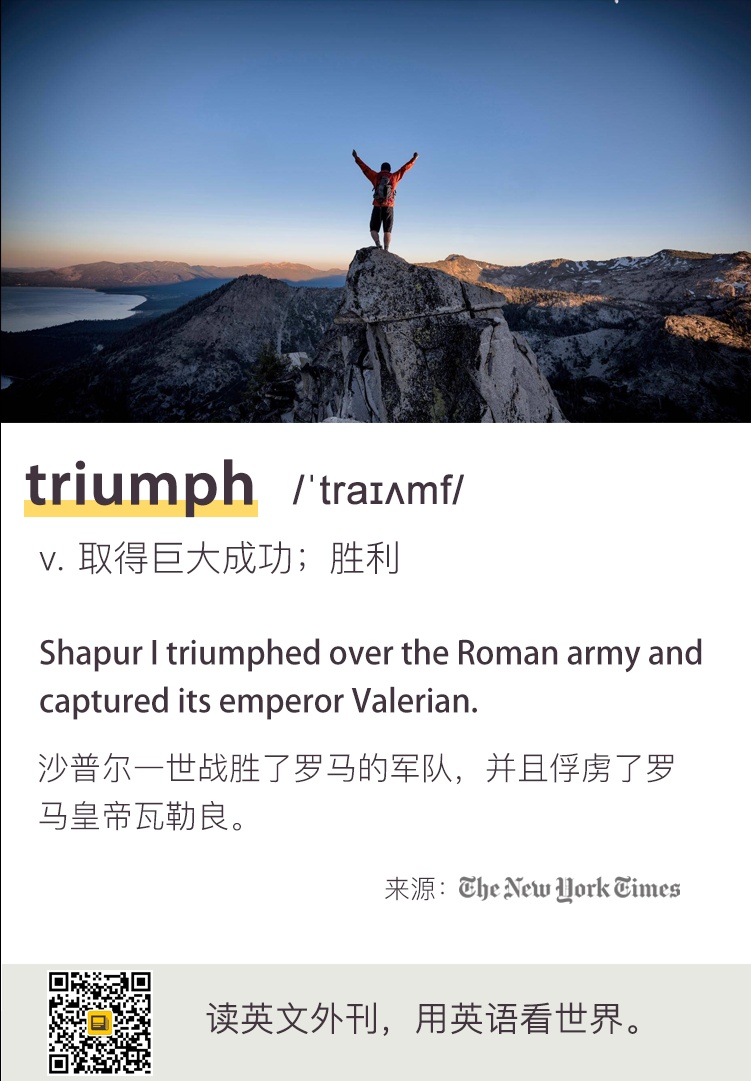 triumph /ˈtraɪʌmf/
v. 取得巨大成功；胜利
Shapur I triumphed over the Roman army and
captured its emperor Valerian.
沙普尔一世战胜了罗马的军队，并且俘虏了罗
马皇帝瓦勒良。
来源：The New York Times
读英文外刊，用英语看世界。